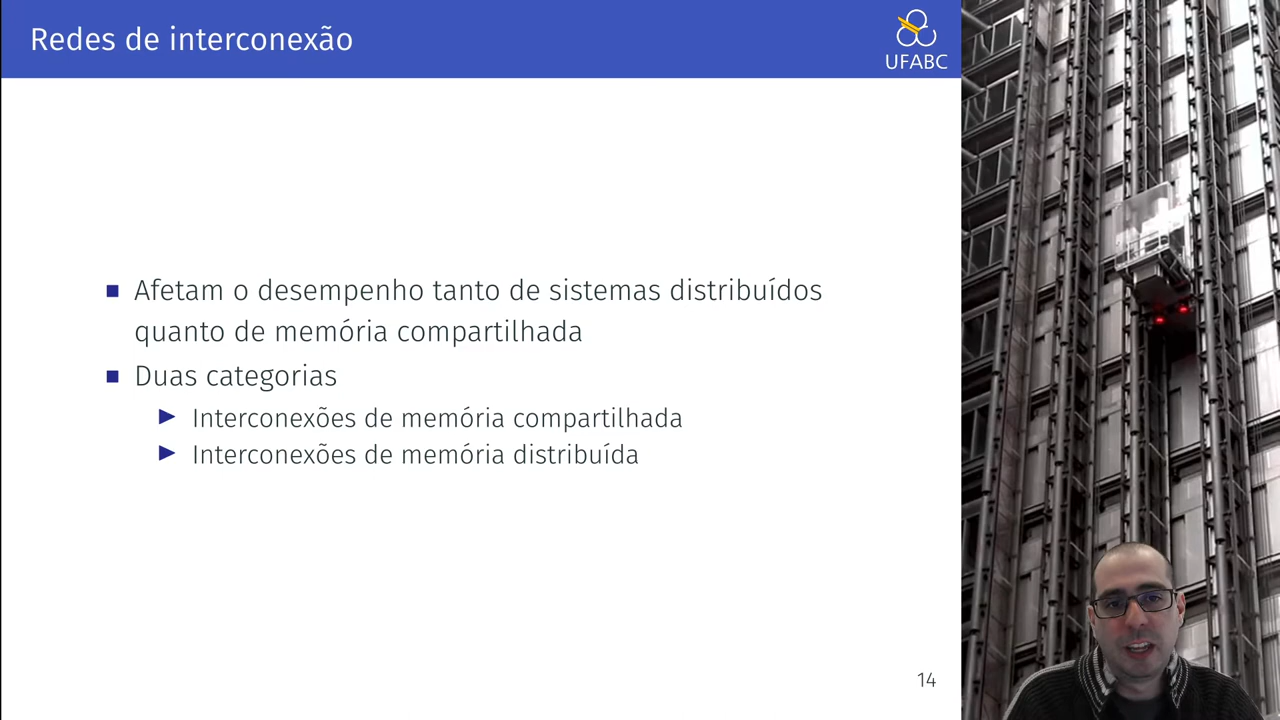 Redes de interconexão
UFABC
Afetam o desempenho tanto de sistemas distribuídos
quanto de memória compartilhada
Duas categorias
Interconexões de memória compartilhada
Interconexões de memória distribuída
14